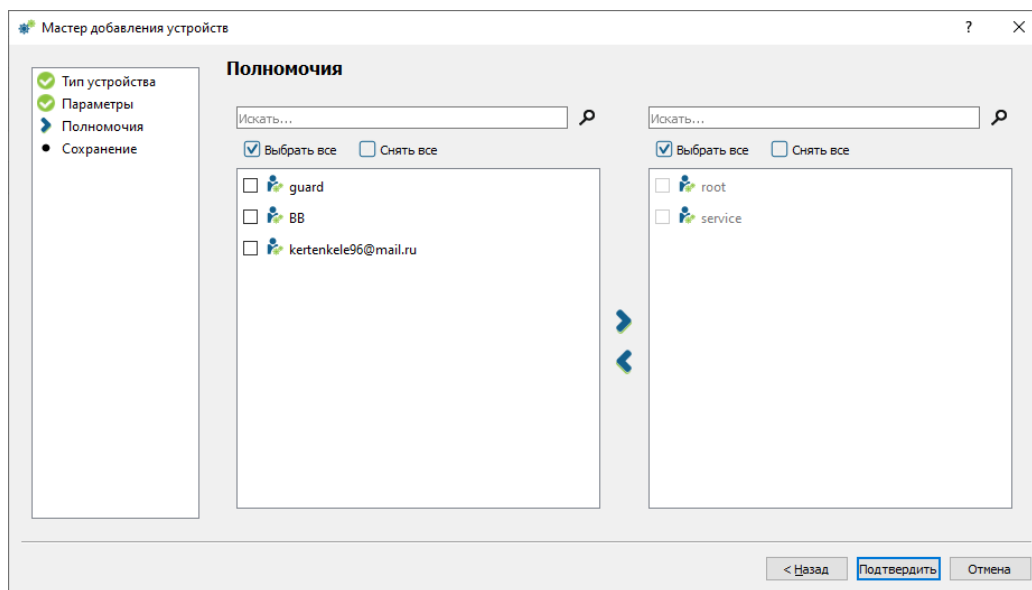 Мастер добавления устройств
?
Тип устройства
Параметры
Полномочия
Сохранение
Полномочия
Искать...
Выбрать все Снять все
guard
BB
kertenkele96@mail.ru
Искать...
Выбрать все Снять все
root
service
< Назад Подтвердить Отмена